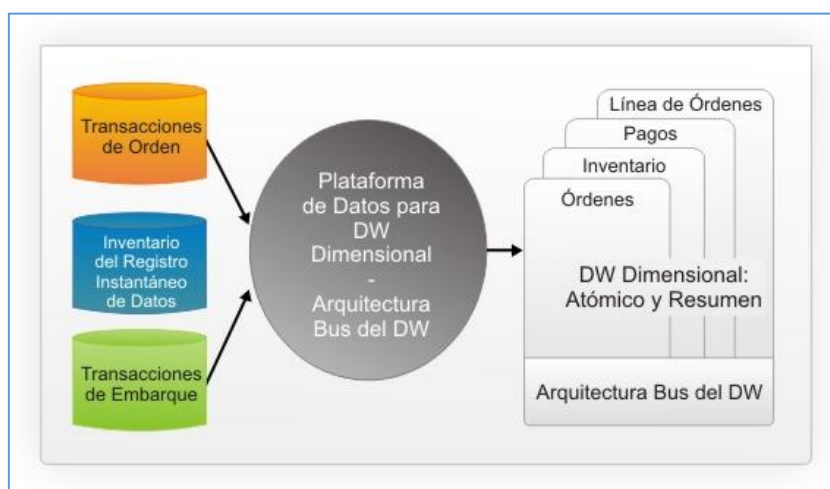 Transacciones
de Orden
Inventario
del Registro
Instantáneo
de Datos
Transacciones
de Embarque
Plataforma
de Datos para
DW
Dimensional
-
Arquitectura
Bus del DW
Línea de Órdenes
Pagos
Inventario
Órdenes
DW Dimensional:
Atómico y Resumen
Arquitectura Bus del DW